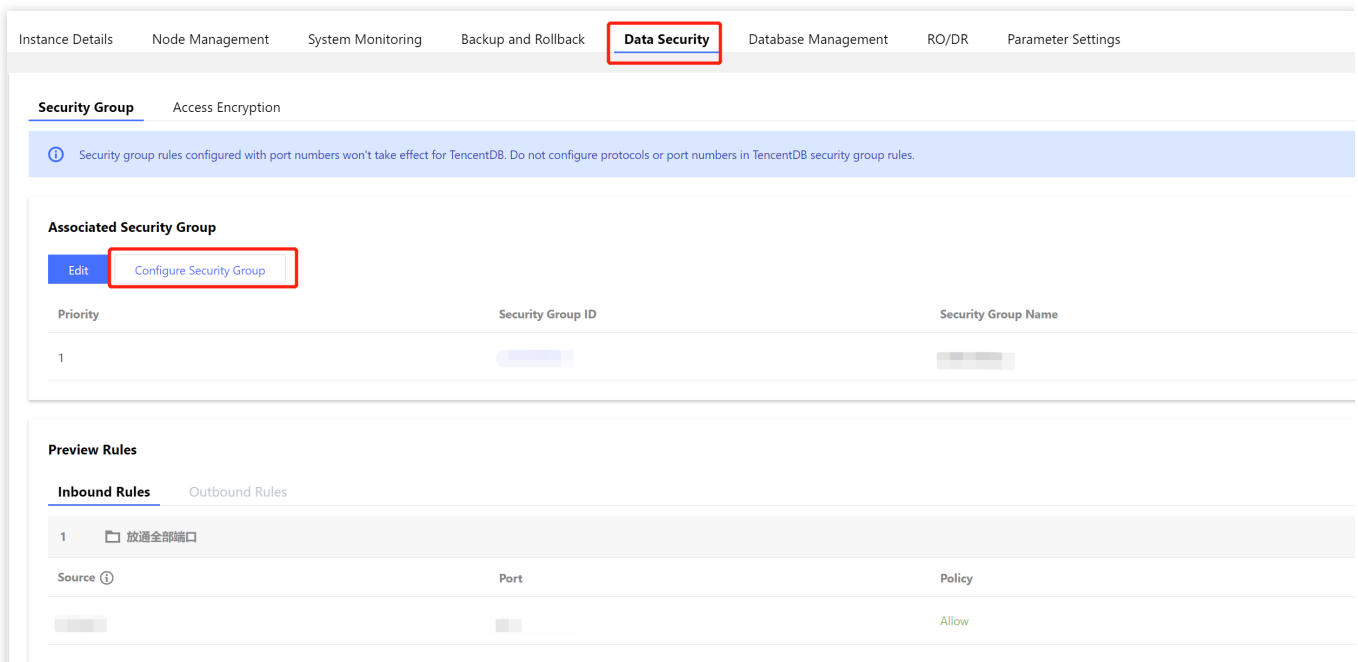 Instance Details Node Management System Monitoring Backup and Rollback Data Security Database Management RO/DR Parameter Settings
Security Group Access Encryption
Security group rules configured with port numbers won't take effect for TencentDB. Do not configure protocols or port numbers in TencentDB security group rules.
Associated Security Group
Edit Configure Security Group
Priority Security Group ID Security Group Name
1
Preview Rules
Inbound Rules Outbound Rules
1 放通全部端口
Source Port Policy
Allow